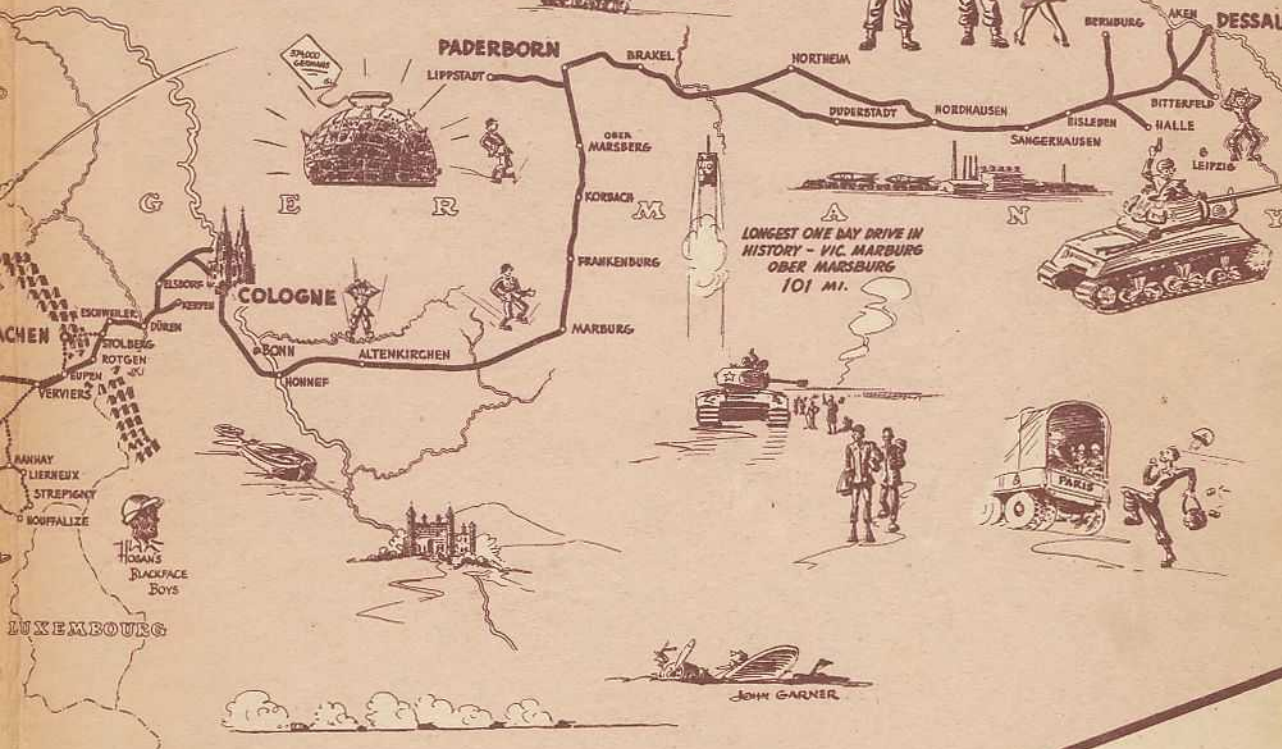 BERNBURG
AKEN
DESSAU
PADERBORN
BRAKEL
LIPPSTADT
NORTHEIM
374,000
GERMANS
BITTERFELD
DUDERSTADT
NORDHAUSEN
EISLEBEN
HALLE
SANGERHAUSEN
OBER
MARSBERG
&
LEIPZIG
KORBACH
G E R M A N Y
LONGEST ONE DAY DRIVE IN
HISTORY - VIC. MARBURG
OBER MARSBURG
101 MI.
FRANKENBURG
ELSDORF
COLOGNE
KERPEN
ESCHWEILER
DÜREN
ACHEN
STOLBERG
MARBURG
ROTGEN
BONN
ALTENKIRCHEN
EUPEN
HONNEF
VERVIERS
MANHAY
LIERNEUX
STREPIGNY
HOUFFALIZE
PARIS
HOGAN'S
BLACKFACE
BOYS
LUXEMBOURG
JOHN GARNER